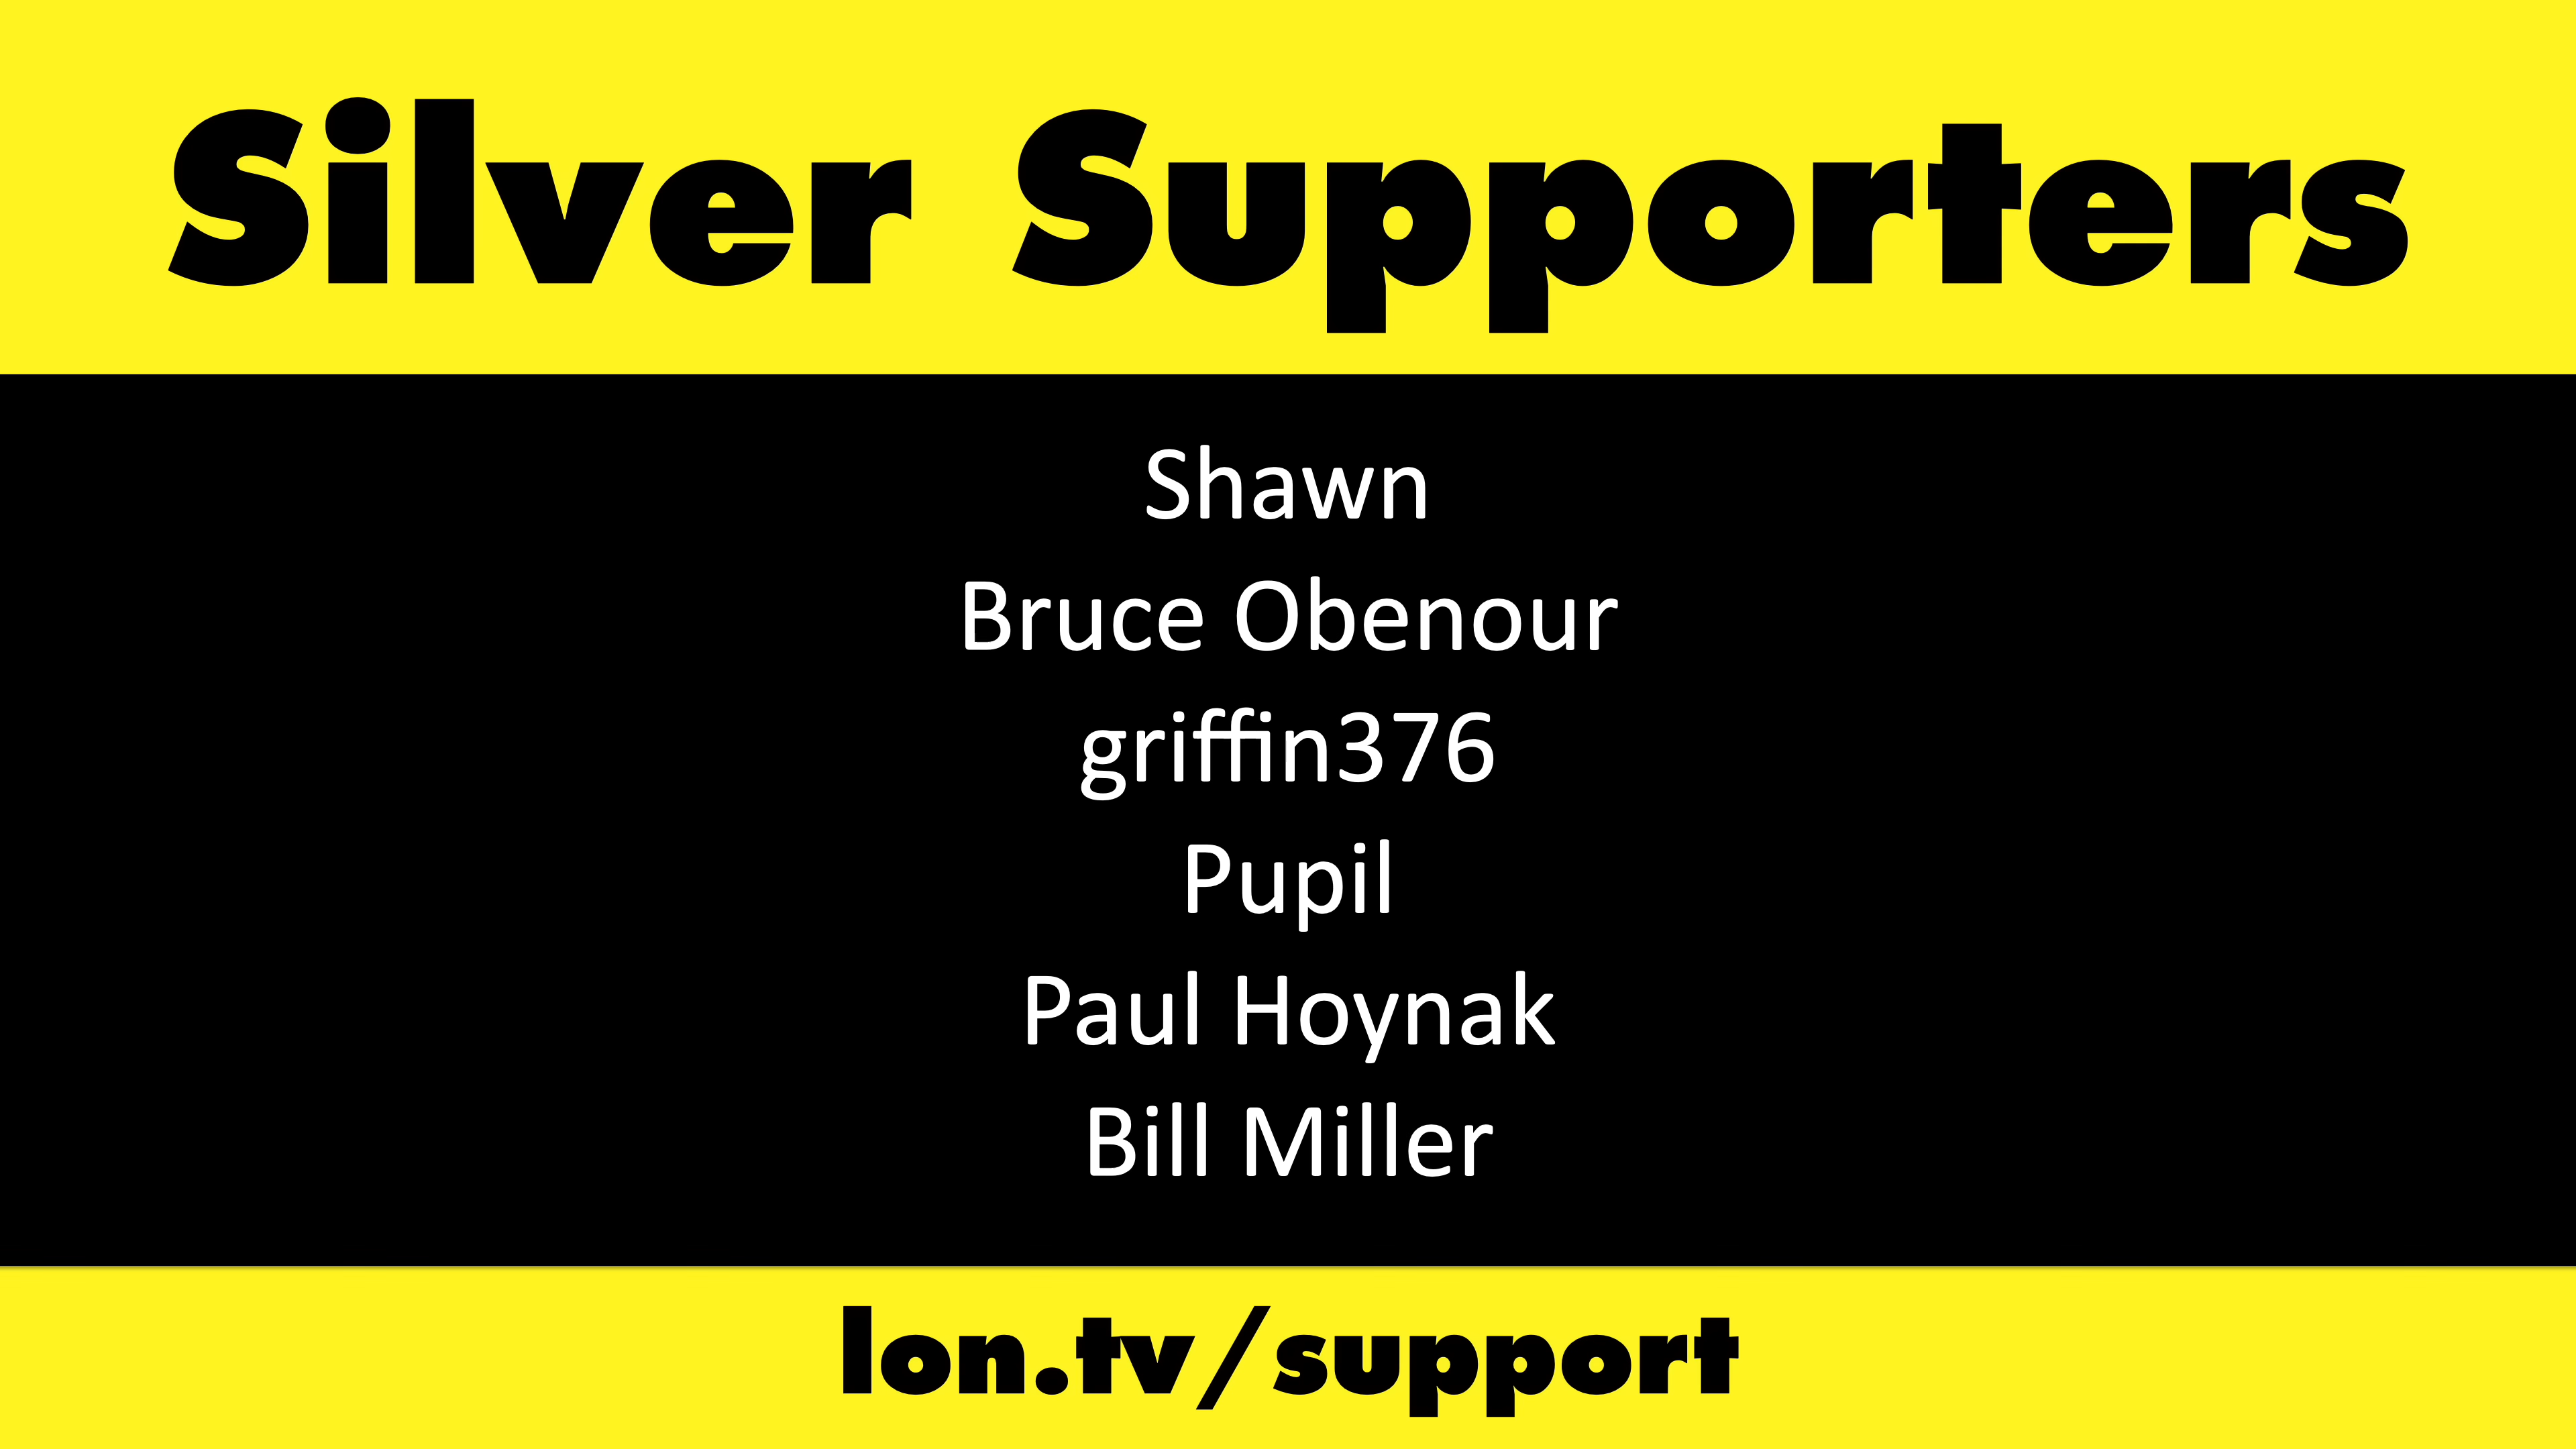 Silver Supporters
Shawn
Bruce Obenour
griffin376
Pupil
Paul Hoynak
Bill Miller
lon.tv/support